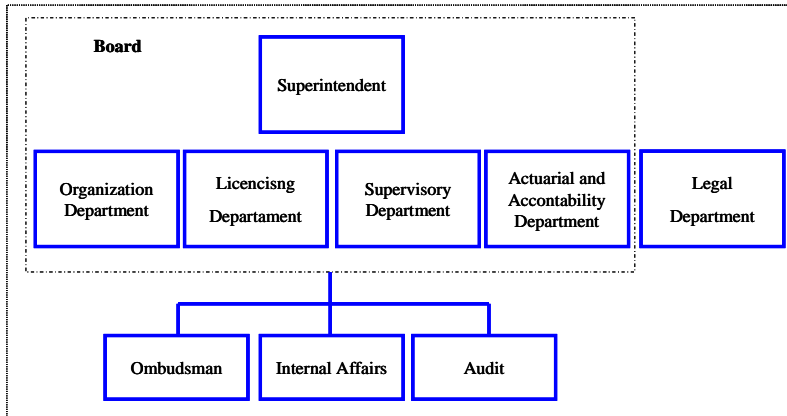 Board
Superintendent
Organization
Department
Licencisng
Departament
Supervisory
Department
Actuarial and
Accontability
Department
Legal
Department
Ombudsman
Internal Affairs
Audit